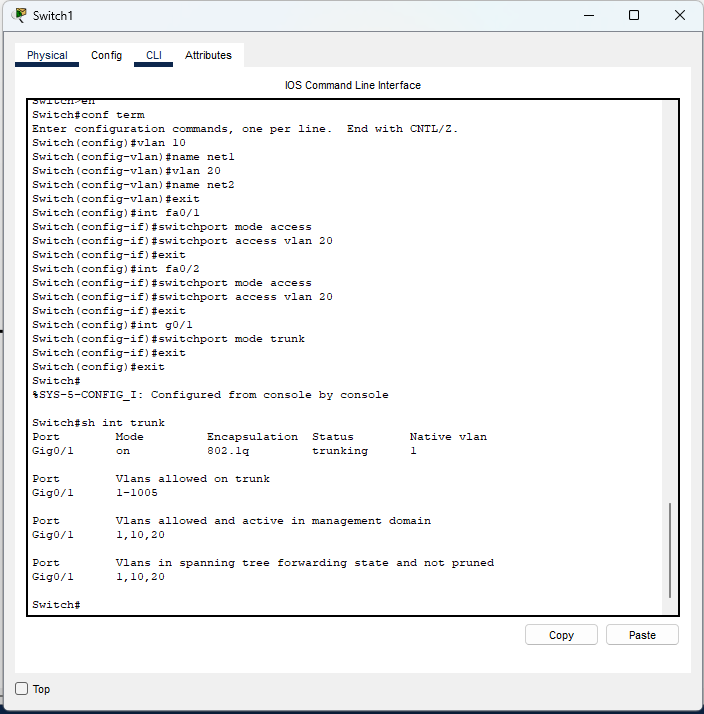 Switch1
Physical Config CLI Attributes
IOS Command Line Interface
Switch>en
Switch#conf term
Enter configuration commands, one per line.  End with CNTL/Z.
Switch(config)#vlan 10
Switch(config-vlan)#name net1
Switch(config-vlan)#vlan 20
Switch(config-vlan)#name net2
Switch(config-vlan)#exit
Switch(config)#int fa0/1
Switch(config-if)#switchport mode access
Switch(config-if)#switchport access vlan 20
Switch(config-if)#exit
Switch(config)#int fa0/2
Switch(config-if)#switchport mode access
Switch(config-if)#switchport access vlan 20
Switch(config-if)#exit
Switch(config)#int g0/1
Switch(config-if)#switchport mode trunk
Switch(config-if)#exit
Switch(config)#exit
Switch#
%SYS-5-CONFIG_I: Configured from console by console
Switch#sh int trunk
Port        Mode         Encapsulation  Status        Native vlan
Gig0/1      on           802.1q         trunking      1
Port        Vlans allowed on trunk
Gig0/1      1-1005
Port        Vlans allowed and active in management domain
Gig0/1      1,10,20
Port        Vlans in spanning tree forwarding state and not pruned
Gig0/1      1,10,20
Switch#
Copy Paste
Top